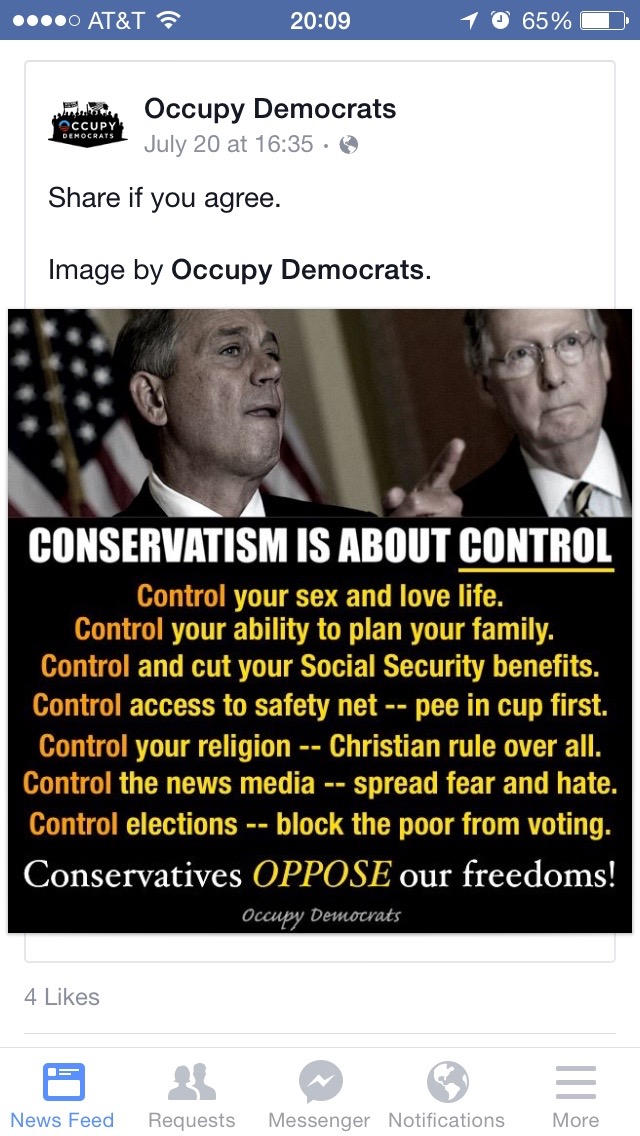 AT&T 20:09 65%
OCCUPY
DEMOCRATS
Occupy Democrats
July 20 at 16:35 ·
Share if you agree.
Image by Occupy Democrats.
CONSERVATISM IS ABOUT CONTROL
Control your sex and love life.
Control your ability to plan your family.
Control and cut your Social Security benefits.
Control access to safety net -- pee in cup first.
Control your religion -- Christian rule over all.
Control the news media -- spread fear and hate.
Control elections -- block the poor from voting.
Conservatives OPPOSE our freedoms!
Occupy Democrats
4 Likes
News Feed Requests Messenger Notifications More